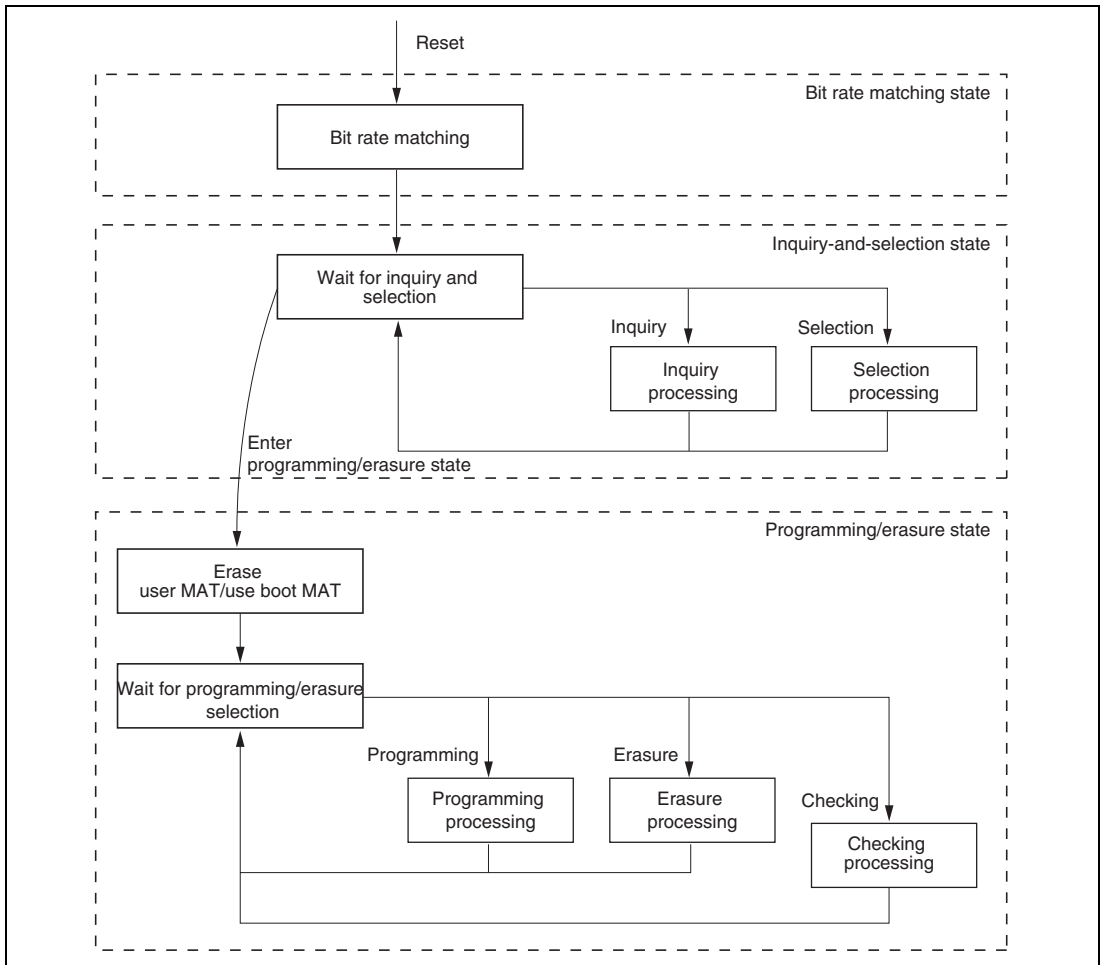 Reset
Bit rate matching state
Bit rate matching
Inquiry-and-selection state
Wait for inquiry and
selection
Inquiry
Selection
Inquiry
processing
Selection
processing
Enter
programming/erasure state
Programming/erasure state
Erase
user MAT/use boot MAT
Wait for programming/erasure
selection
Programming
Erasure
Checking
Programming
processing
Erasure
processing
Checking
processing